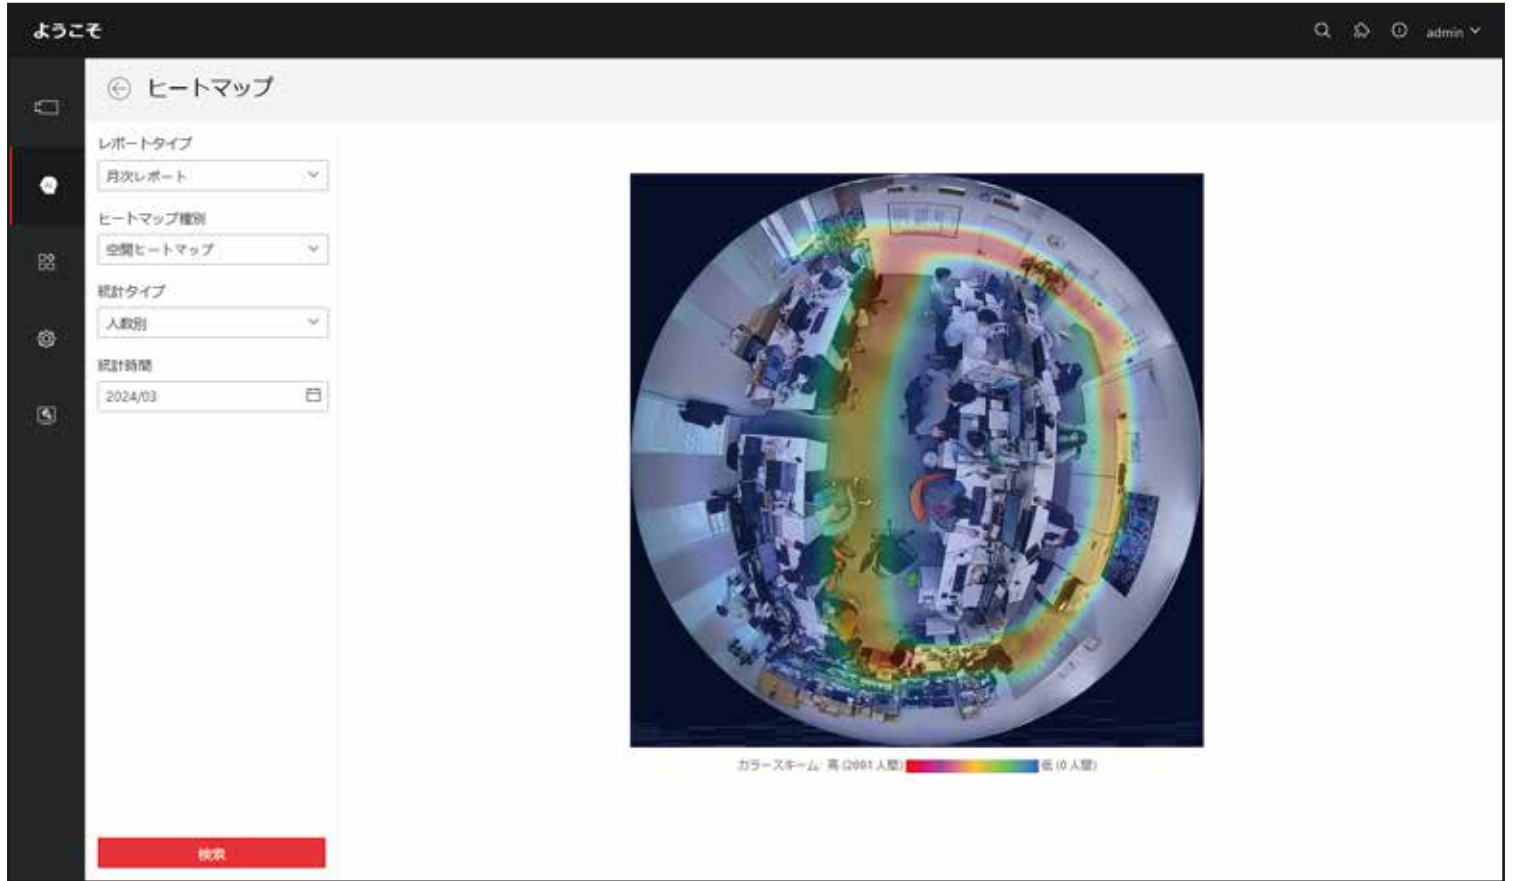 ようこそ
admin
ヒートマップ
レポートタイプ
月次レポート
ヒートマップ種別
空間ヒートマップ
統計タイプ
人数別
統計時間
2024/03
カラースキーム: 高 (2661 人間) 低 (0 人間)
検索